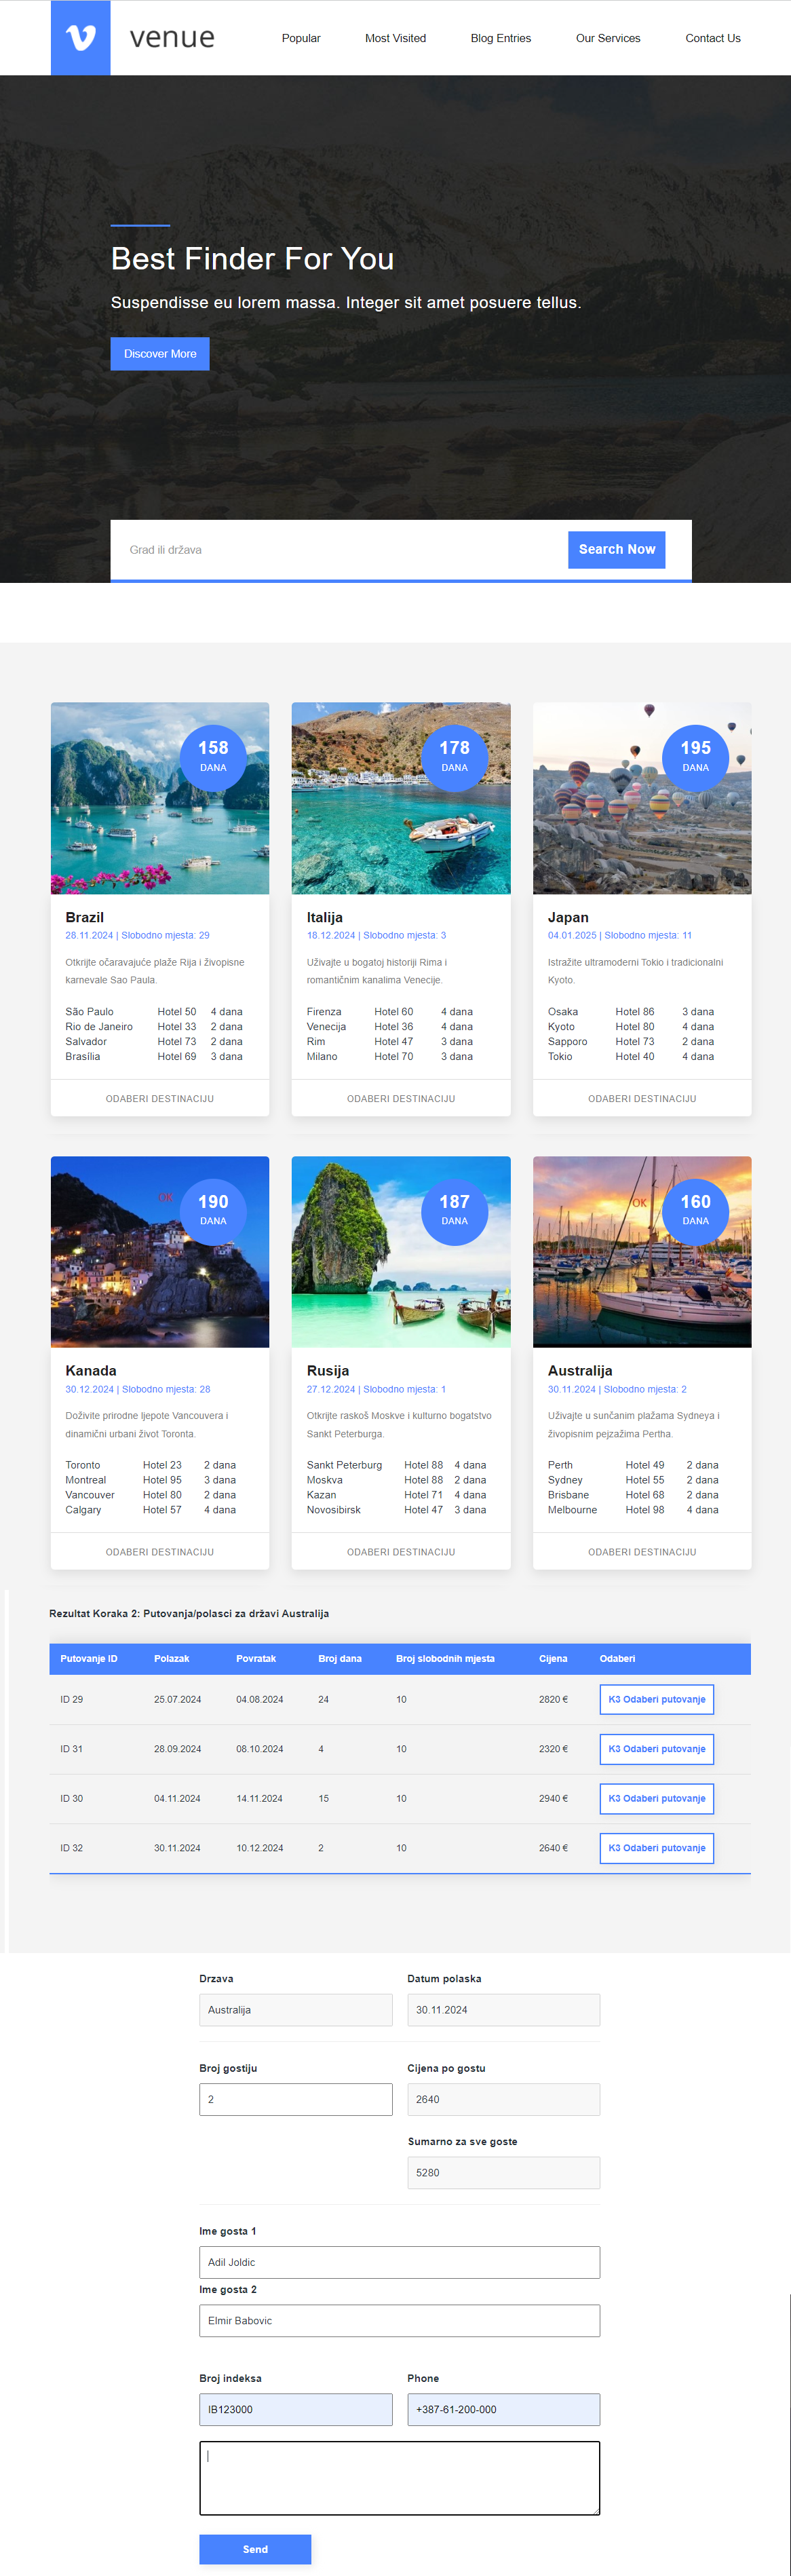 venue
Popular Most Visited Blog Entries Our Services Contact Us
Best Finder For You
Suspendisse eu lorem massa. Integer sit amet posuere tellus.
Discover More
Grad ili država Search Now
158 178 195
DANA DANA DANA
Brazil
28.11.2024 | Slobodno mjesta: 29
Otkrijte očaravajuće plaže Rija i živopisne
karnevale Sao Paula.
São Paulo Hotel 50 4 dana
Rio de Janeiro Hotel 33 2 dana
Salvador Hotel 73 2 dana
Brasília Hotel 69 3 dana
ODABERI DESTINACIJU
Italija
18.12.2024 | Slobodno mjesta: 3
Uživajte u bogatoj historiji Rima i
romantičnim kanalima Venecije.
Firenza Hotel 60 4 dana
Venecija Hotel 36 4 dana
Rim Hotel 47 3 dana
Milano Hotel 70 3 dana
ODABERI DESTINACIJU
Japan
04.01.2025 | Slobodno mjesta: 11
Istražite ultramoderni Tokio i tradicionalni
Kyoto.
Osaka Hotel 86 3 dana
Kyoto Hotel 80 4 dana
Sapporo Hotel 73 2 dana
Tokio Hotel 40 4 dana
ODABERI DESTINACIJU
OK 190 187 OK 160
DANA DANA DANA
Kanada
30.12.2024 | Slobodno mjesta: 28
Doživite prirodne ljepote Vancouvera i
dinamični urbani život Toronta.
Toronto Hotel 23 2 dana
Montreal Hotel 95 3 dana
Vancouver Hotel 80 2 dana
Calgary Hotel 57 4 dana
ODABERI DESTINACIJU
Rusija
27.12.2024 | Slobodno mjesta: 1
Otkrijte raskoš Moskve i kulturno bogatstvo
Sankt Peterburga.
Sankt Peterburg Hotel 88 4 dana
Moskva Hotel 88 2 dana
Kazan Hotel 71 4 dana
Novosibirsk Hotel 47 3 dana
ODABERI DESTINACIJU
Australija
30.11.2024 | Slobodno mjesta: 2
Uživajte u sunčanim plažama Sydneya i
živopisnim pejzažima Pertha.
Perth Hotel 49 2 dana
Sydney Hotel 55 2 dana
Brisbane Hotel 68 2 dana
Melbourne Hotel 98 4 dana
ODABERI DESTINACIJU
Rezultat Koraka 2: Putovanja/polasci za državi Australija
Putovanje ID Polazak Povratak Broj dana Broj slobodnih mjesta Cijena Odaberi
ID 29 25.07.2024 04.08.2024 24 10 2820 € K3 Odaberi putovanje
ID 31 28.09.2024 08.10.2024 4 10 2320 € K3 Odaberi putovanje
ID 30 04.11.2024 14.11.2024 15 10 2940 € K3 Odaberi putovanje
ID 32 30.11.2024 10.12.2024 2 10 2640 € K3 Odaberi putovanje
Drzava Datum polaska
Australija 30.11.2024
Broj gostiju Cijena po gostu
2 2640
Sumarno za sve goste
5280
Ime gosta 1
Adil Joldic
Ime gosta 2
Elmir Babovic
Broj indeksa Phone
IB123000 +387-61-200-000
Send